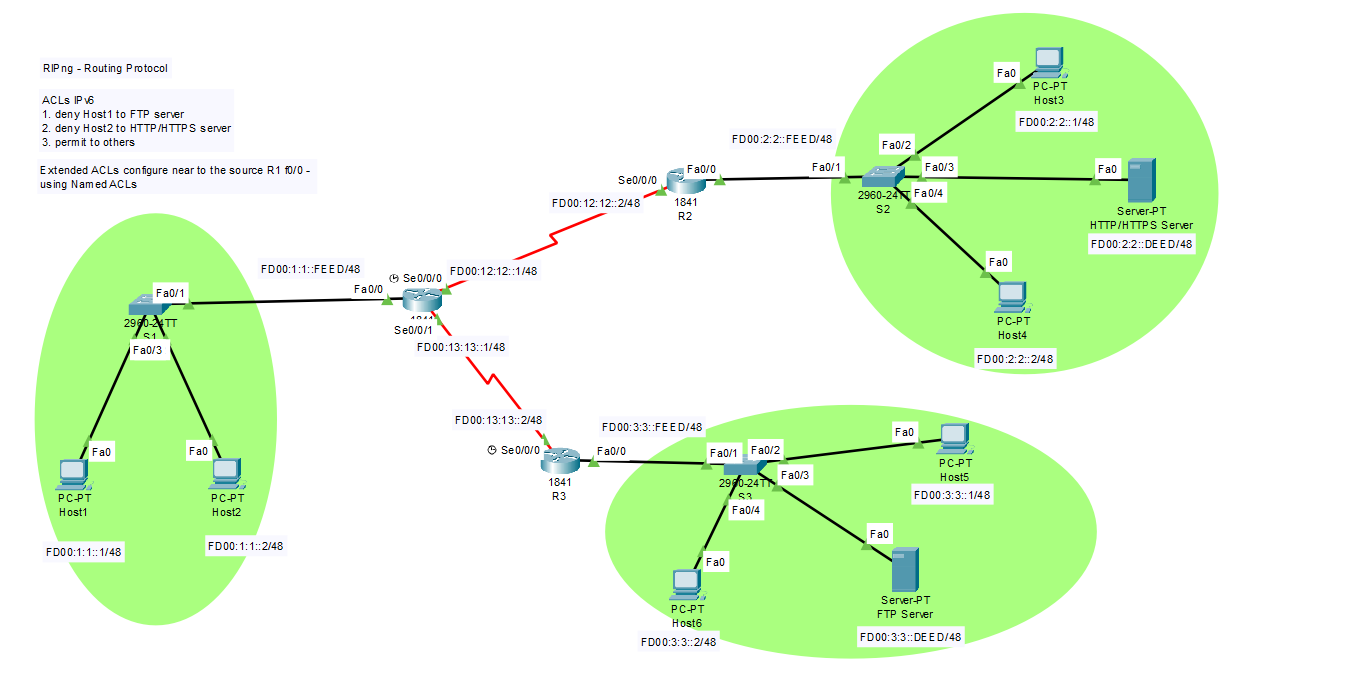 RIPng - Routing Protocol
ACLs IPv6
1. deny Host1 to FTP server
2. deny Host2 to HTTP/HTTPS server
3. permit to others
Extended ACLs configure near to the source R1 f0/0 -
using Named ACLs
Fa0
PC-PT
Host3
FD00:2:2::1/48
FD00:2:2::FEED/48
Fa0/2
Fa0/1
Fa0/3
Fa0
Fa0/0
Se0/0/0
1841
R2
2960-24TT
S2
Fa0/4
Server-PT
HTTP/HTTPS Server
FD00:2:2::DEED/48
FD00:12:12::2/48
Fa0
PC-PT
Host4
FD00:2:2::2/48
FD00:1:1::FEED/48
FD00:12:12::1/48
Se0/0/0
Fa0/0
1841
Se0/0/1
FD00:13:13::1/48
Fa0/1
2960-24TT
S1
Fa0/3
Fa0
PC-PT
Host1
FD00:1:1::1/48
Fa0
PC-PT
Host2
FD00:1:1::2/48
FD00:13:13::2/48
Se0/0/0
Fa0/0
1841
R3
FD00:3:3::FEED/48
Fa0/1
Fa0/2
2960-24TT
S3
Fa0/3
Fa0/4
Fa0
PC-PT
Host5
FD00:3:3::1/48
Fa0
Server-PT
FTP Server
FD00:3:3::DEED/48
Fa0
PC-PT
Host6
FD00:3:3::2/48